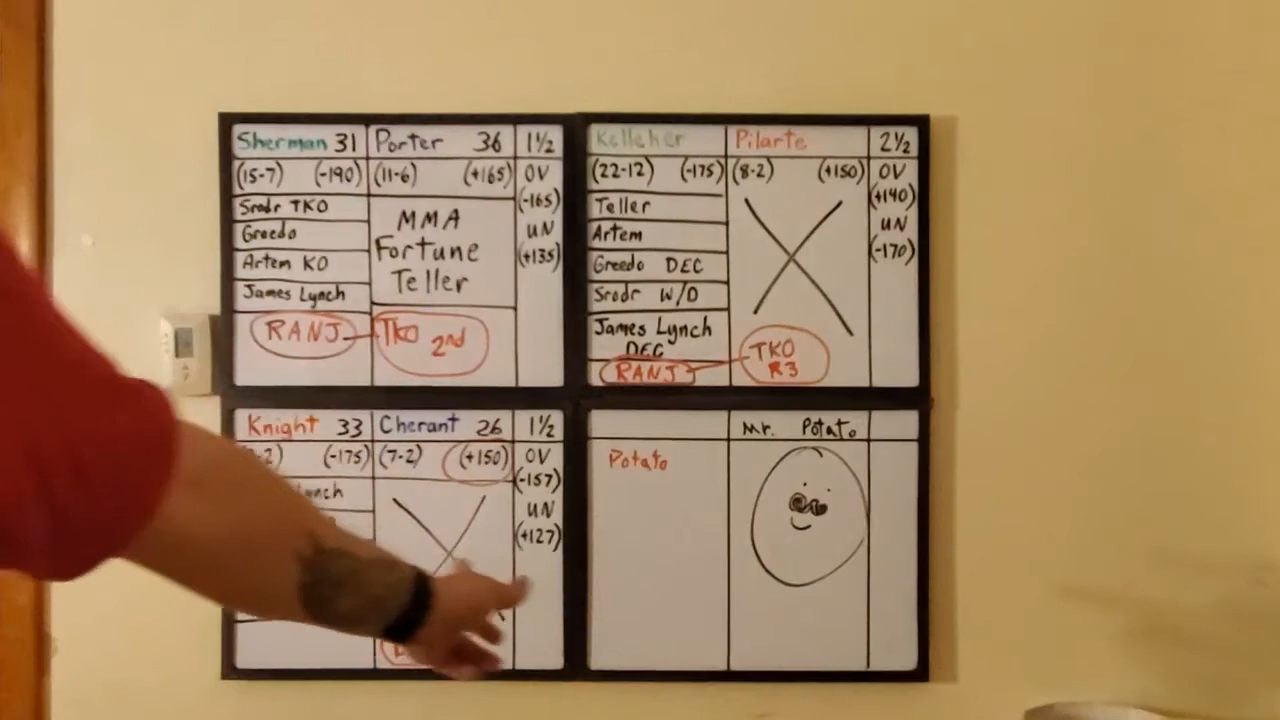 Sherman 31
(15-7) (-190)
Srodr TKO
Greedo
Artem KO
James Lynch
RANJ
Porter 36
(11-6) (+165)
MMA
Fortune
Teller
TKO 2nd
1½
OV
(-165)
UN
(+135)
Kelleher
(22-12) (-175)
Teller
Artem
Greedo DEC
Srodr W/D
James Lynch
DEC
RANJ
Pilarte
(8-2) (+150)
TKO
R3
2½
OV
(+140)
UN
(-170)
Knight 33
(-175)
Cherant 26
(7-2) (+150)
1½
OV
(-157)
UN
(+127)
Potato
Mr. Potato